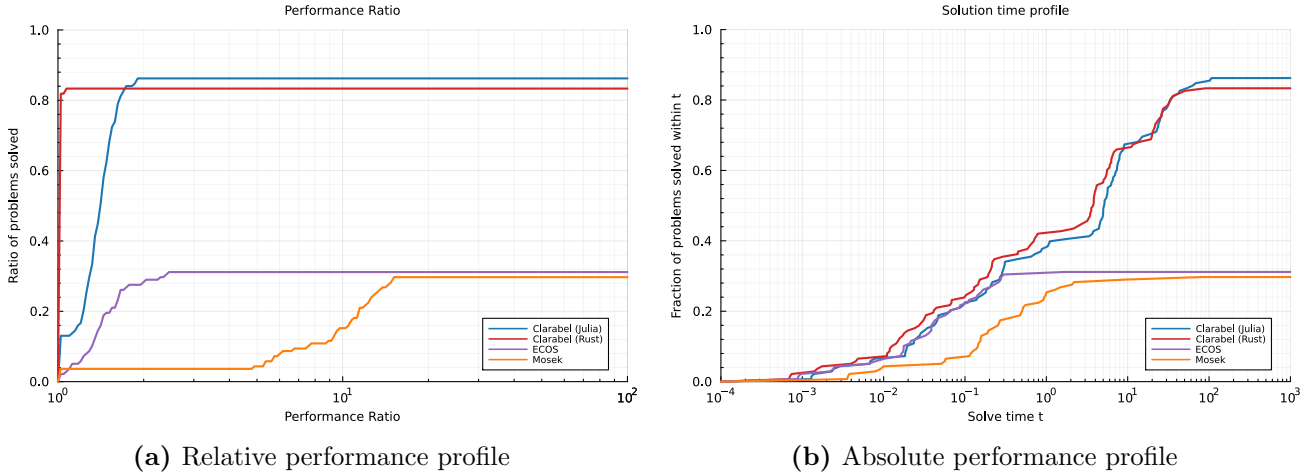 Performance Ratio
Ratio of problems solved
1.0
0.8
0.6
0.4
0.2
0.0
10^0
10^1
10^2
Performance Ratio
Clarabel (Julia)
Clarabel (Rust)
ECOS
Mosek
(a) Relative performance profile
Solution time profile
Fraction of problems solved within t
1.0
0.8
0.6
0.4
0.2
0.0
10^-4
10^-3
10^-2
10^-1
10^0
10^1
10^2
10^3
Solve time t
Clarabel (Julia)
Clarabel (Rust)
ECOS
Mosek
(b) Absolute performance profile